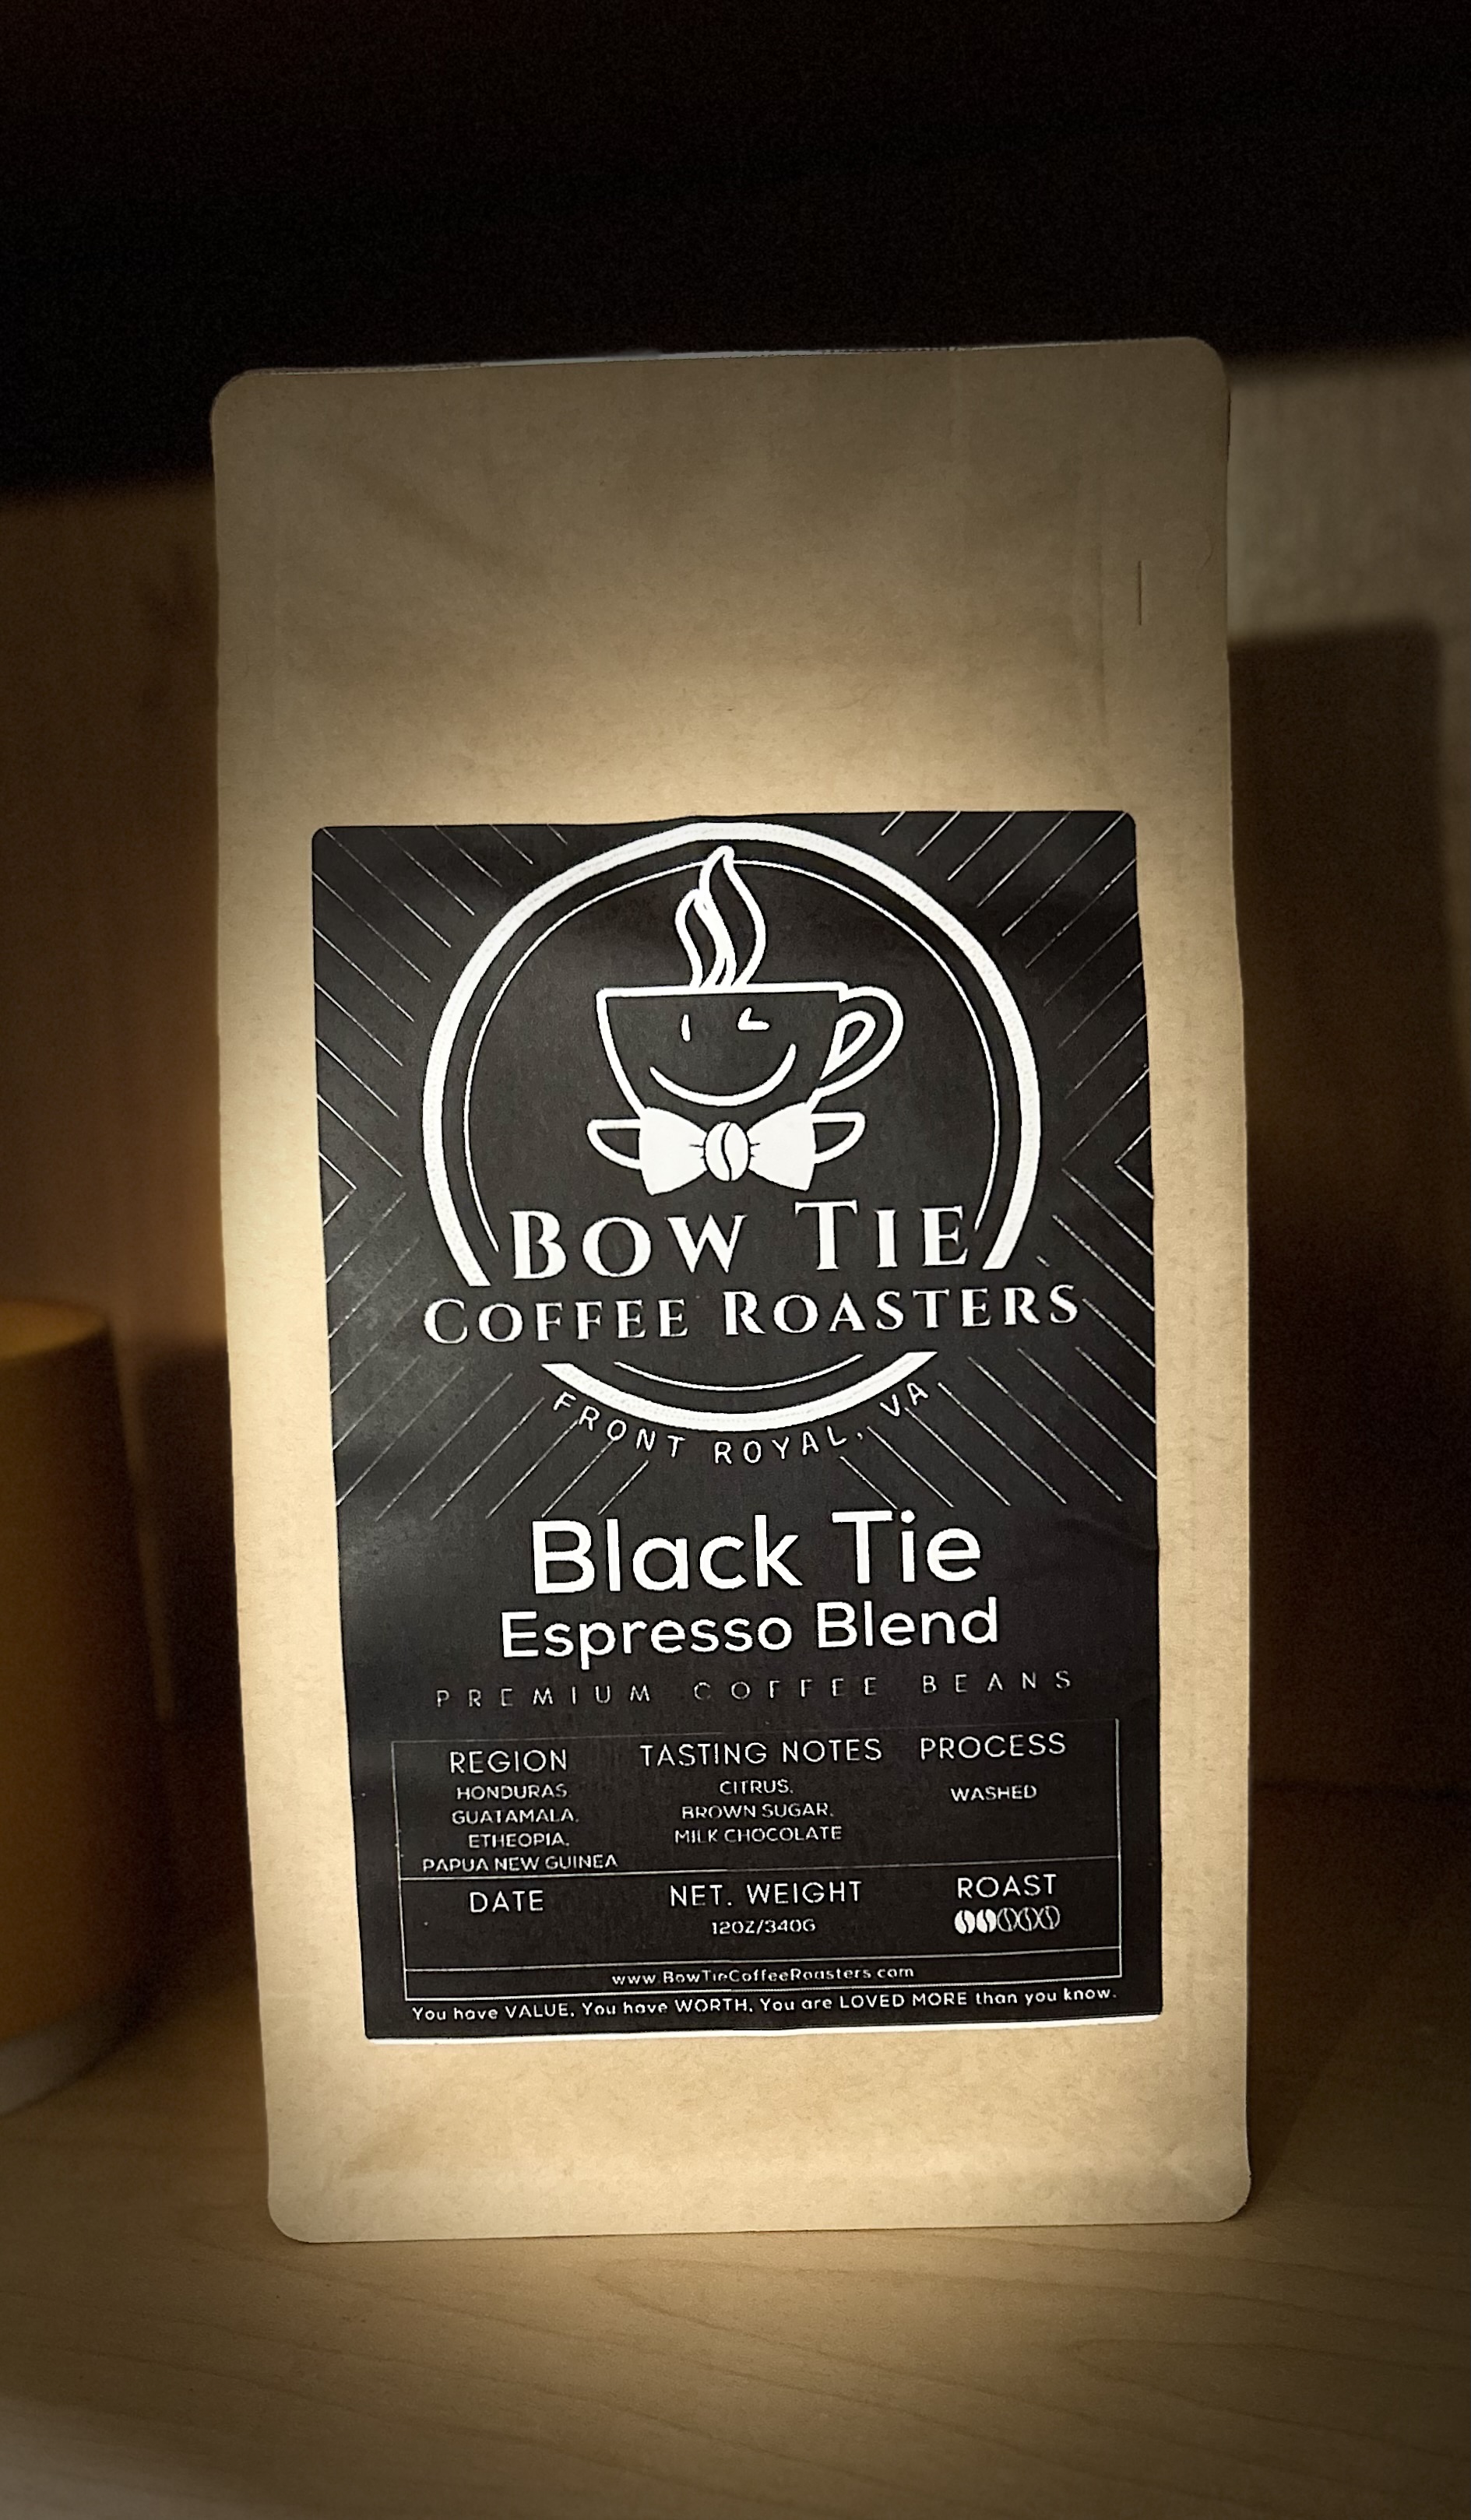 BOW TIE
COFFEE ROASTERS
FRONT ROYAL, VA
Black Tie
Espresso Blend
PREMIUM COFFEE BEANS
REGION
HONDURAS,
GUATAMALA,
ETHEOPIA,
PAPUA NEW GUINEA
TASTING NOTES
CITRUS,
BROWN SUGAR,
MILK CHOCOLATE
PROCESS
WASHED
DATE
NET. WEIGHT
12OZ/340G
ROAST
www.BowTieCoffeeRoasters.com
You have VALUE, You have WORTH, You are LOVED MORE than you know.